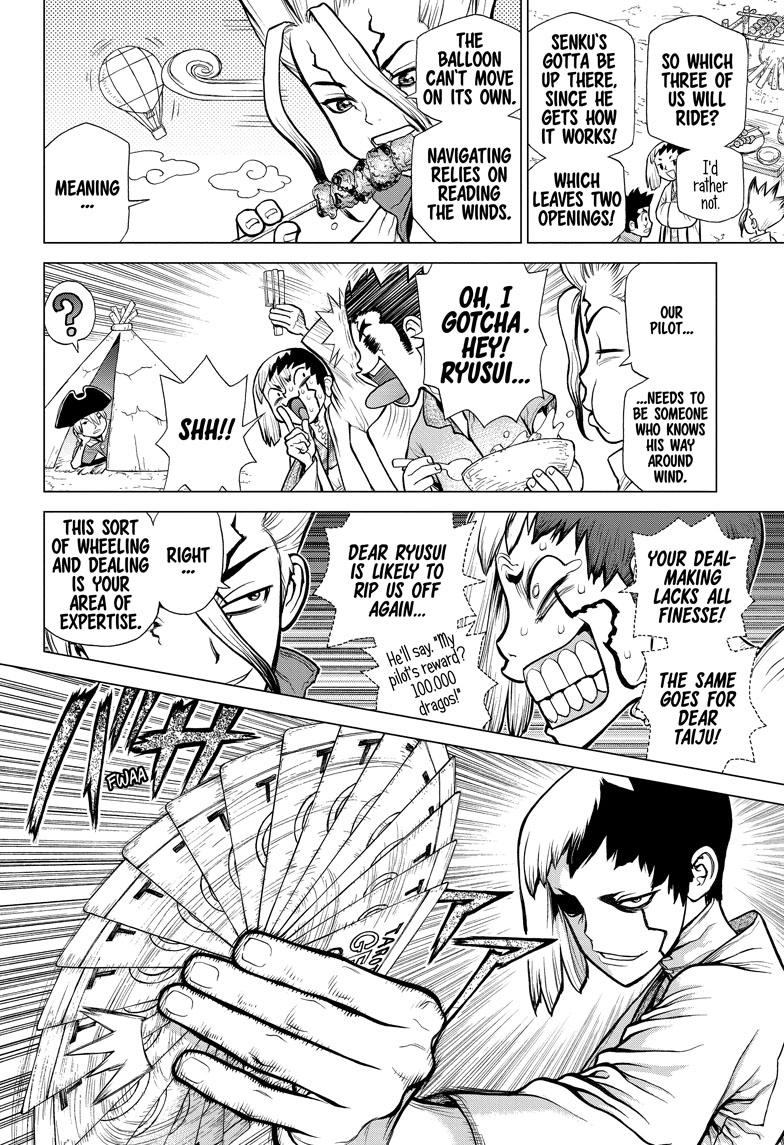 SO WHICH
THREE OF
US WILL
RIDE?
I'd
rather
not.
SENKU'S
GOTTA BE
UP THERE,
SINCE HE
GETS HOW
IT WORKS!
WHICH
LEAVES TWO
OPENINGS!
THE
BALLOON
CAN'T MOVE
ON ITS OWN.
NAVIGATING
RELIES ON
READING
THE WINDS.
MEANING
...
OUR
PILOT...
...NEEDS TO
BE SOMEONE
WHO KNOWS
HIS WAY
AROUND
WIND.
OH, I
GOTCHA.
HEY!
RYUSUI...
SHH!!
?
YOUR DEAL-
MAKING
LACKS ALL
FINESSE!
THE SAME
GOES FOR
DEAR
TAIJU!
DEAR RYUSUI
IS LIKELY TO
RIP US OFF
AGAIN...
He'll say, "My
pilot's reward?
100,000
dragos!"
RIGHT
...
THIS SORT
OF WHEELING
AND DEALING
IS YOUR
AREA OF
EXPERTISE.
FWAA
T
T
T
T
T
T
T
T
T
T